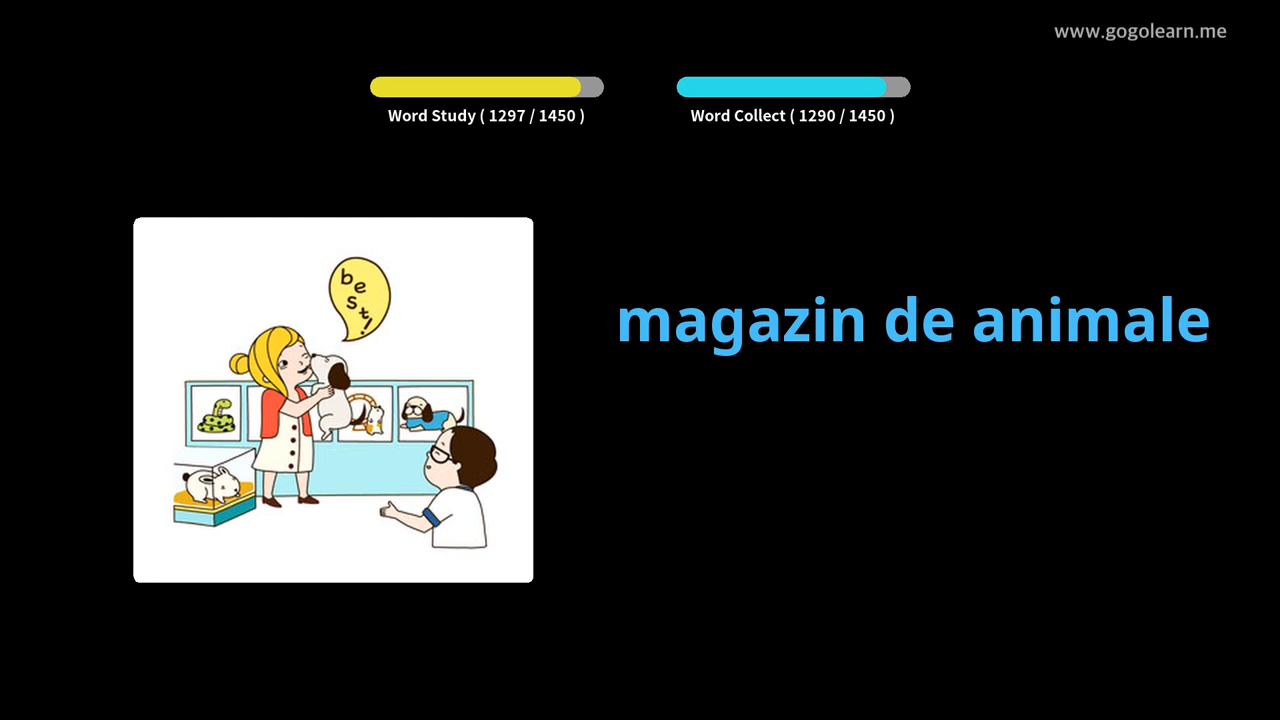 www.gogolearn.me
Word Study ( 1297 / 1450 )
Word Collect ( 1290 / 1450 )
best!
magazin de animale